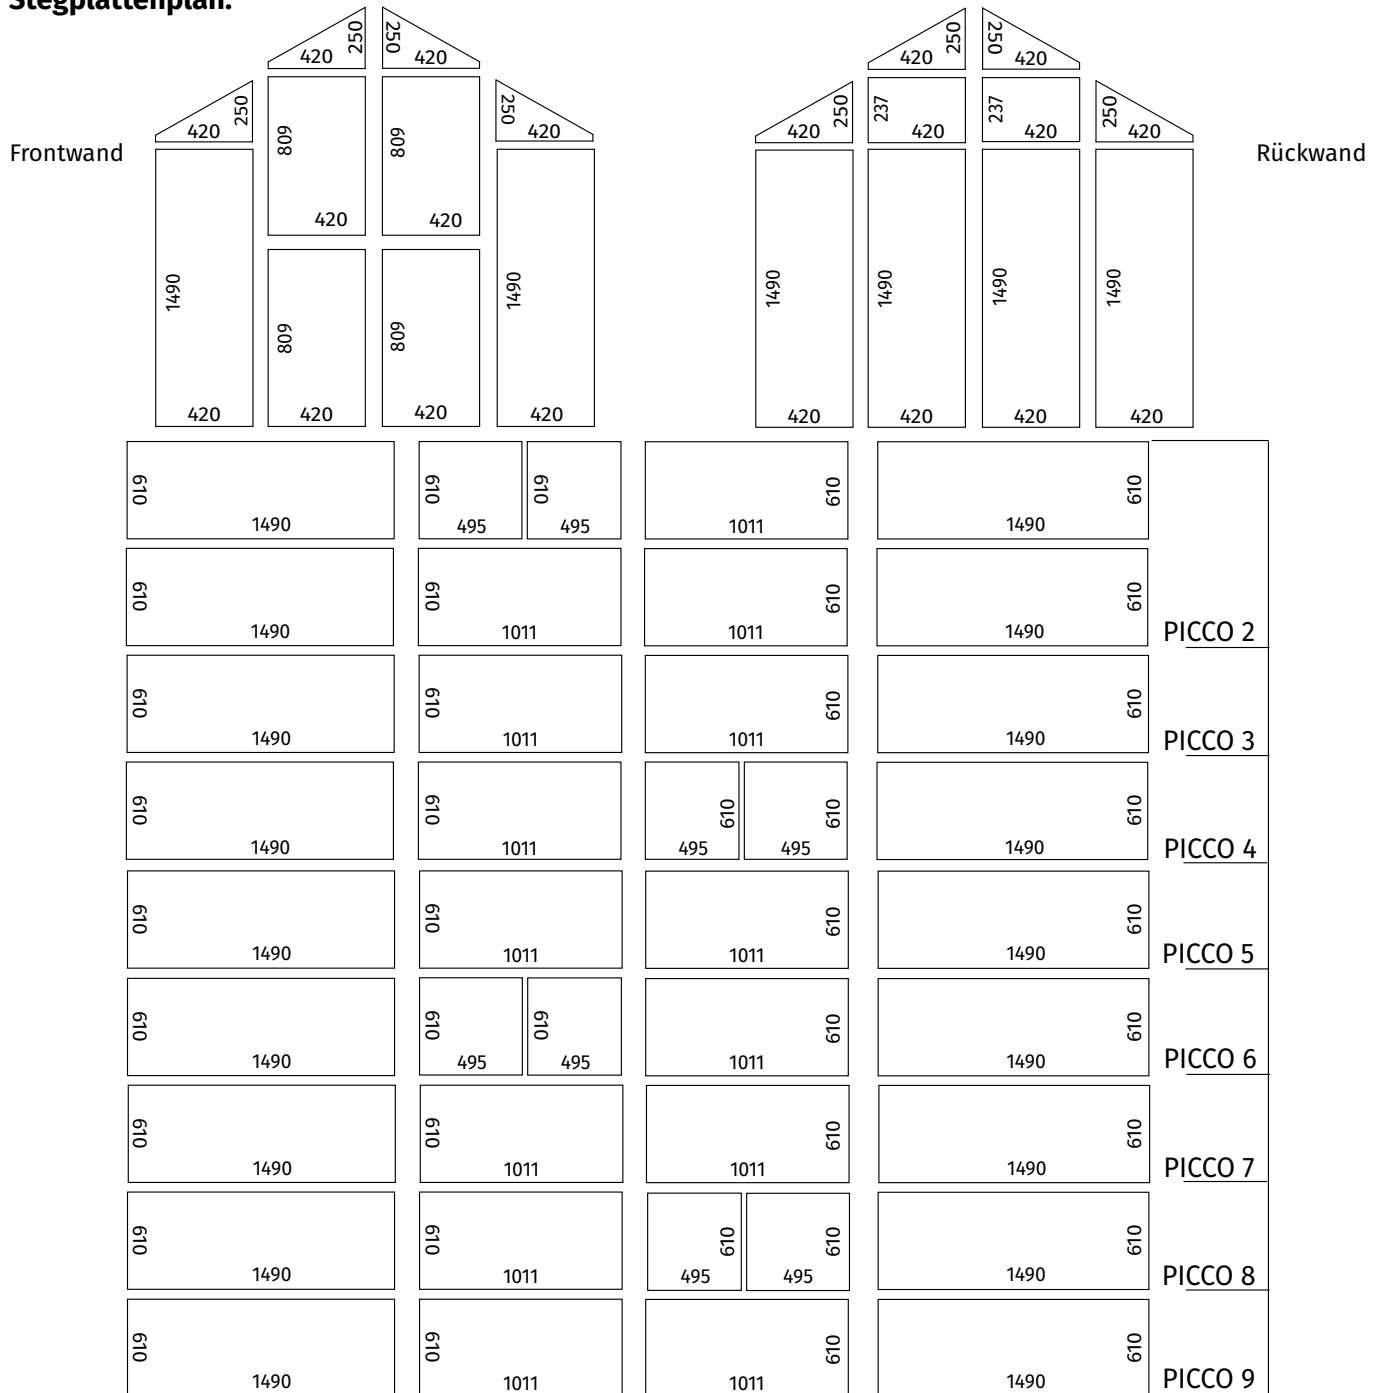 Stegplattenplan:
420 250 250 420 420 250 250 420
420 250 250 420 420 250 237 420 237 420 250 420
Frontwand 809 809 Rückwand
420 420
1490 1490 1490 1490 1490 1490
809 809
420 420 420 420 420 420 420 420
610 1490 610 495 610 495 610 1011 610 1490
610 1490 610 1011 610 1011 610 1490 PICCO 2
610 1490 610 1011 610 1011 610 1490 PICCO 3
610 1490 610 1011 610 495 610 495 610 1490 PICCO 4
610 1490 610 1011 610 1011 610 1490 PICCO 5
610 1490 610 495 610 495 610 1011 610 1490 PICCO 6
610 1490 610 1011 610 1011 610 1490 PICCO 7
610 1490 610 1011 610 495 610 495 610 1490 PICCO 8
610 1490 610 1011 610 1011 610 1490 PICCO 9